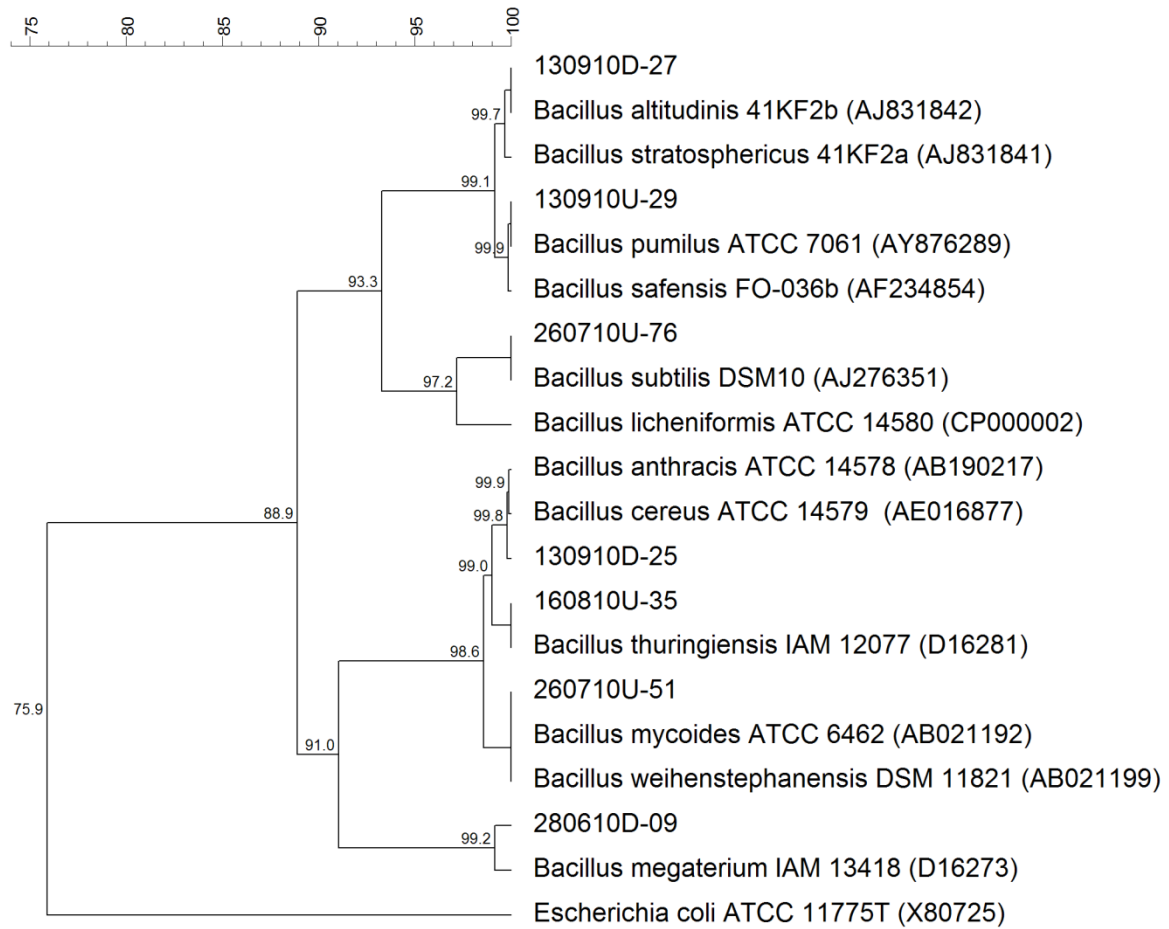 75 80 85 90 95 100
130910D-27
99.7
Bacillus altitudinis 41KF2b (AJ831842)
Bacillus stratosphericus 41KF2a (AJ831841)
99.1
130910U-29
99.9
Bacillus pumilus ATCC 7061 (AY876289)
93.3
Bacillus safensis FO-036b (AF234854)
260710U-76
Bacillus subtilis DSM10 (AJ276351)
97.2
Bacillus licheniformis ATCC 14580 (CP000002)
Bacillus anthracis ATCC 14578 (AB190217)
99.9
88.9
99.8
Bacillus cereus ATCC 14579 (AE016877)
130910D-25
99.0
160810U-35
Bacillus thuringiensis IAM 12077 (D16281)
98.6
260710U-51
75.9
Bacillus mycoides ATCC 6462 (AB021192)
91.0
Bacillus weihenstephanensis DSM 11821 (AB021199)
280610D-09
99.2
Bacillus megaterium IAM 13418 (D16273)
Escherichia coli ATCC 11775T (X80725)